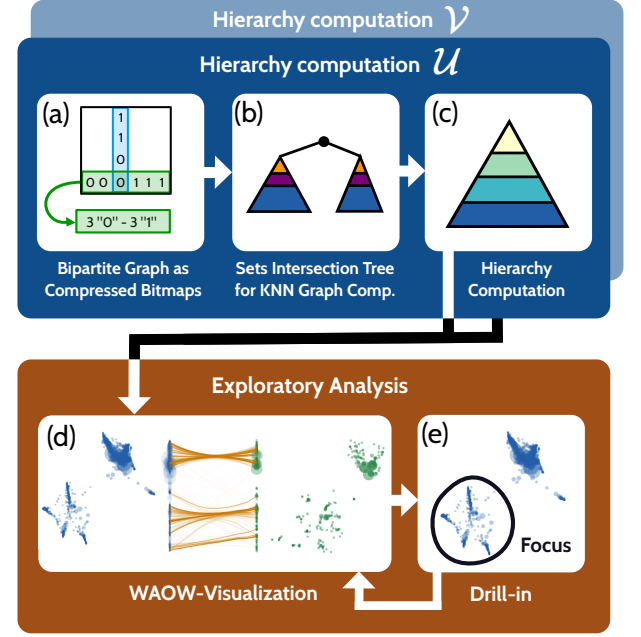 Hierarchy computation 𝒱
Hierarchy computation 𝒰
(a)
(b)
(c)
1
1
0
0 0 0 1 1 1
3 "0" - 3 "1"
Bipartite Graph as
Compressed Bitmaps
Sets Intersection Tree
for KNN Graph Comp.
Hierarchy
Computation
Exploratory Analysis
(d)
(e)
Focus
WAOW-Visualization
Drill-in